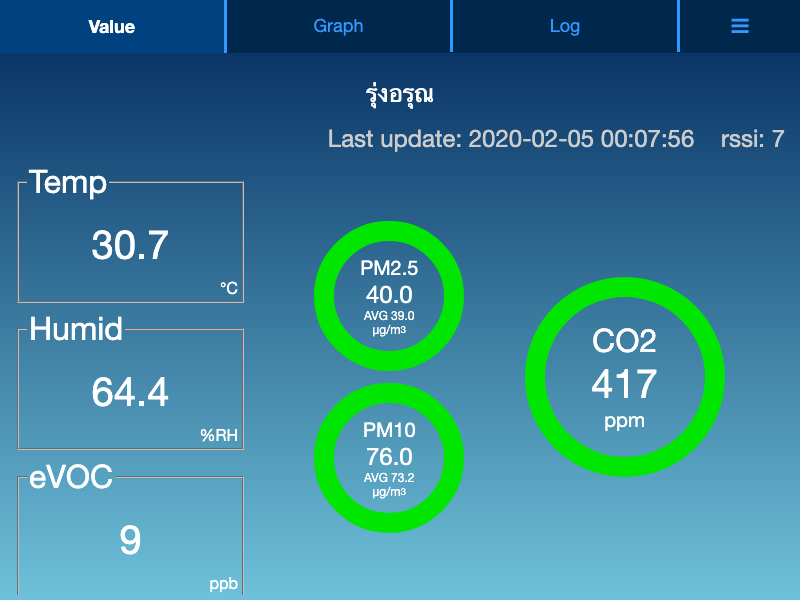 Value
Graph
Log
รุ่งอรุณ
Last update: 2020-02-05 00:07:56 rssi: 7
Temp
30.7
°C
Humid
64.4
%RH
eVOC
9
ppb
PM2.5
40.0
AVG 39.0
µg/m³
PM10
76.0
AVG 73.2
µg/m³
CO2
417
ppm